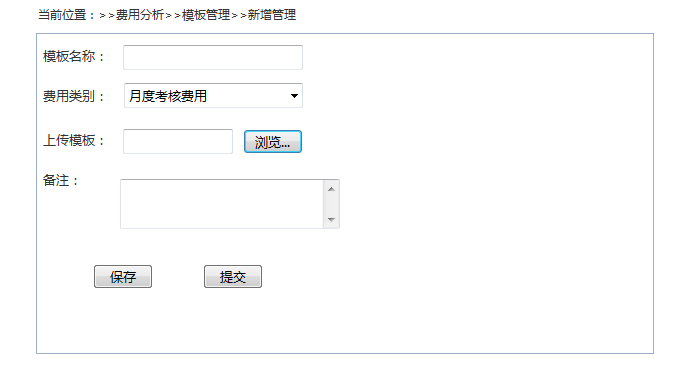 当前位置：>>费用分析>>模板管理>>新增管理
模板名称：
费用类别： 月度考核费用
上传模板： 浏览...
备注：
保存 提交